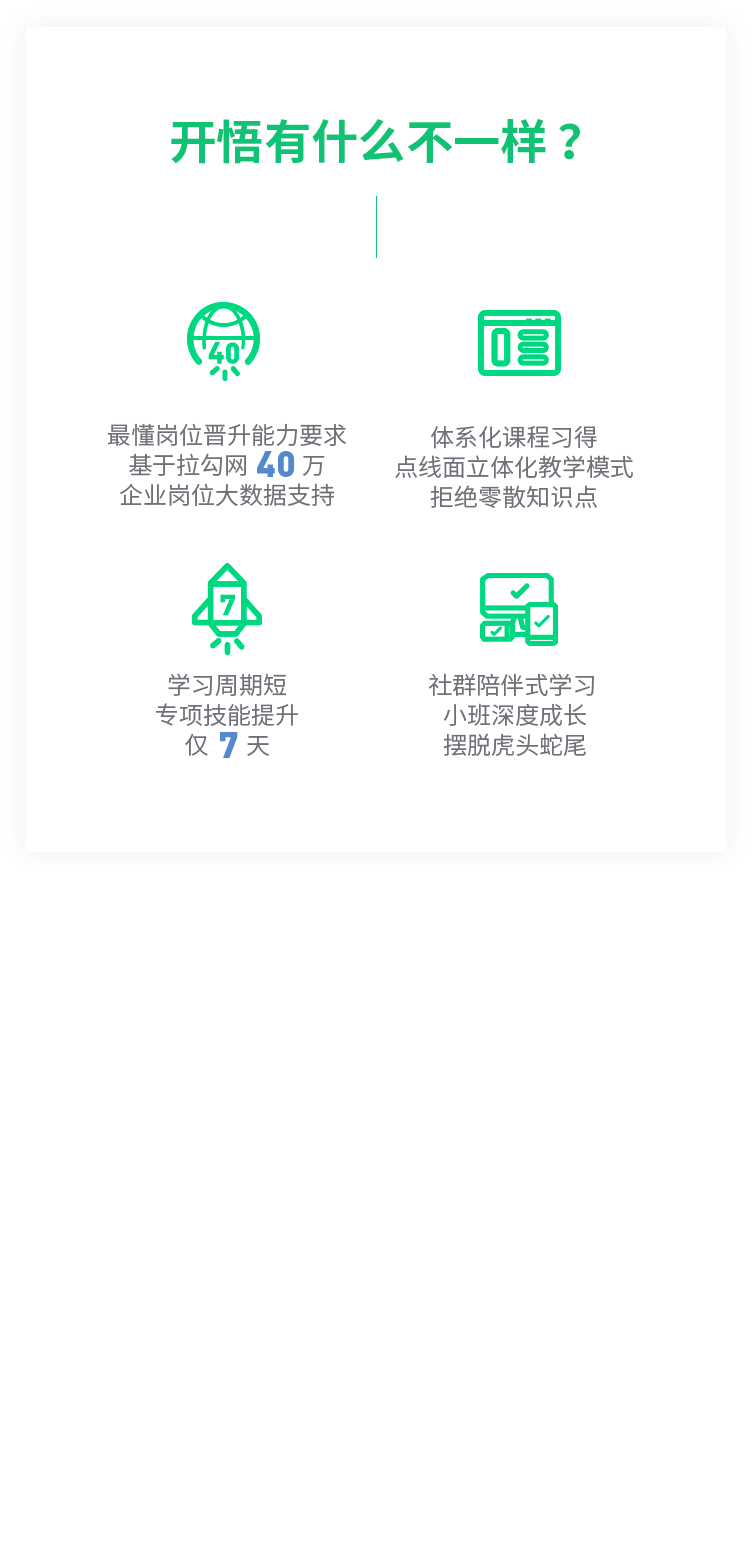 开悟有什么不一样？
40
最懂岗位晋升能力要求
基于拉勾网 40 万
企业岗位大数据支持
体系化课程习得
点线面立体化教学模式
拒绝零散知识点
7
学习周期短
专项技能提升
仅 7 天
社群陪伴式学习
小班深度成长
摆脱虎头蛇尾